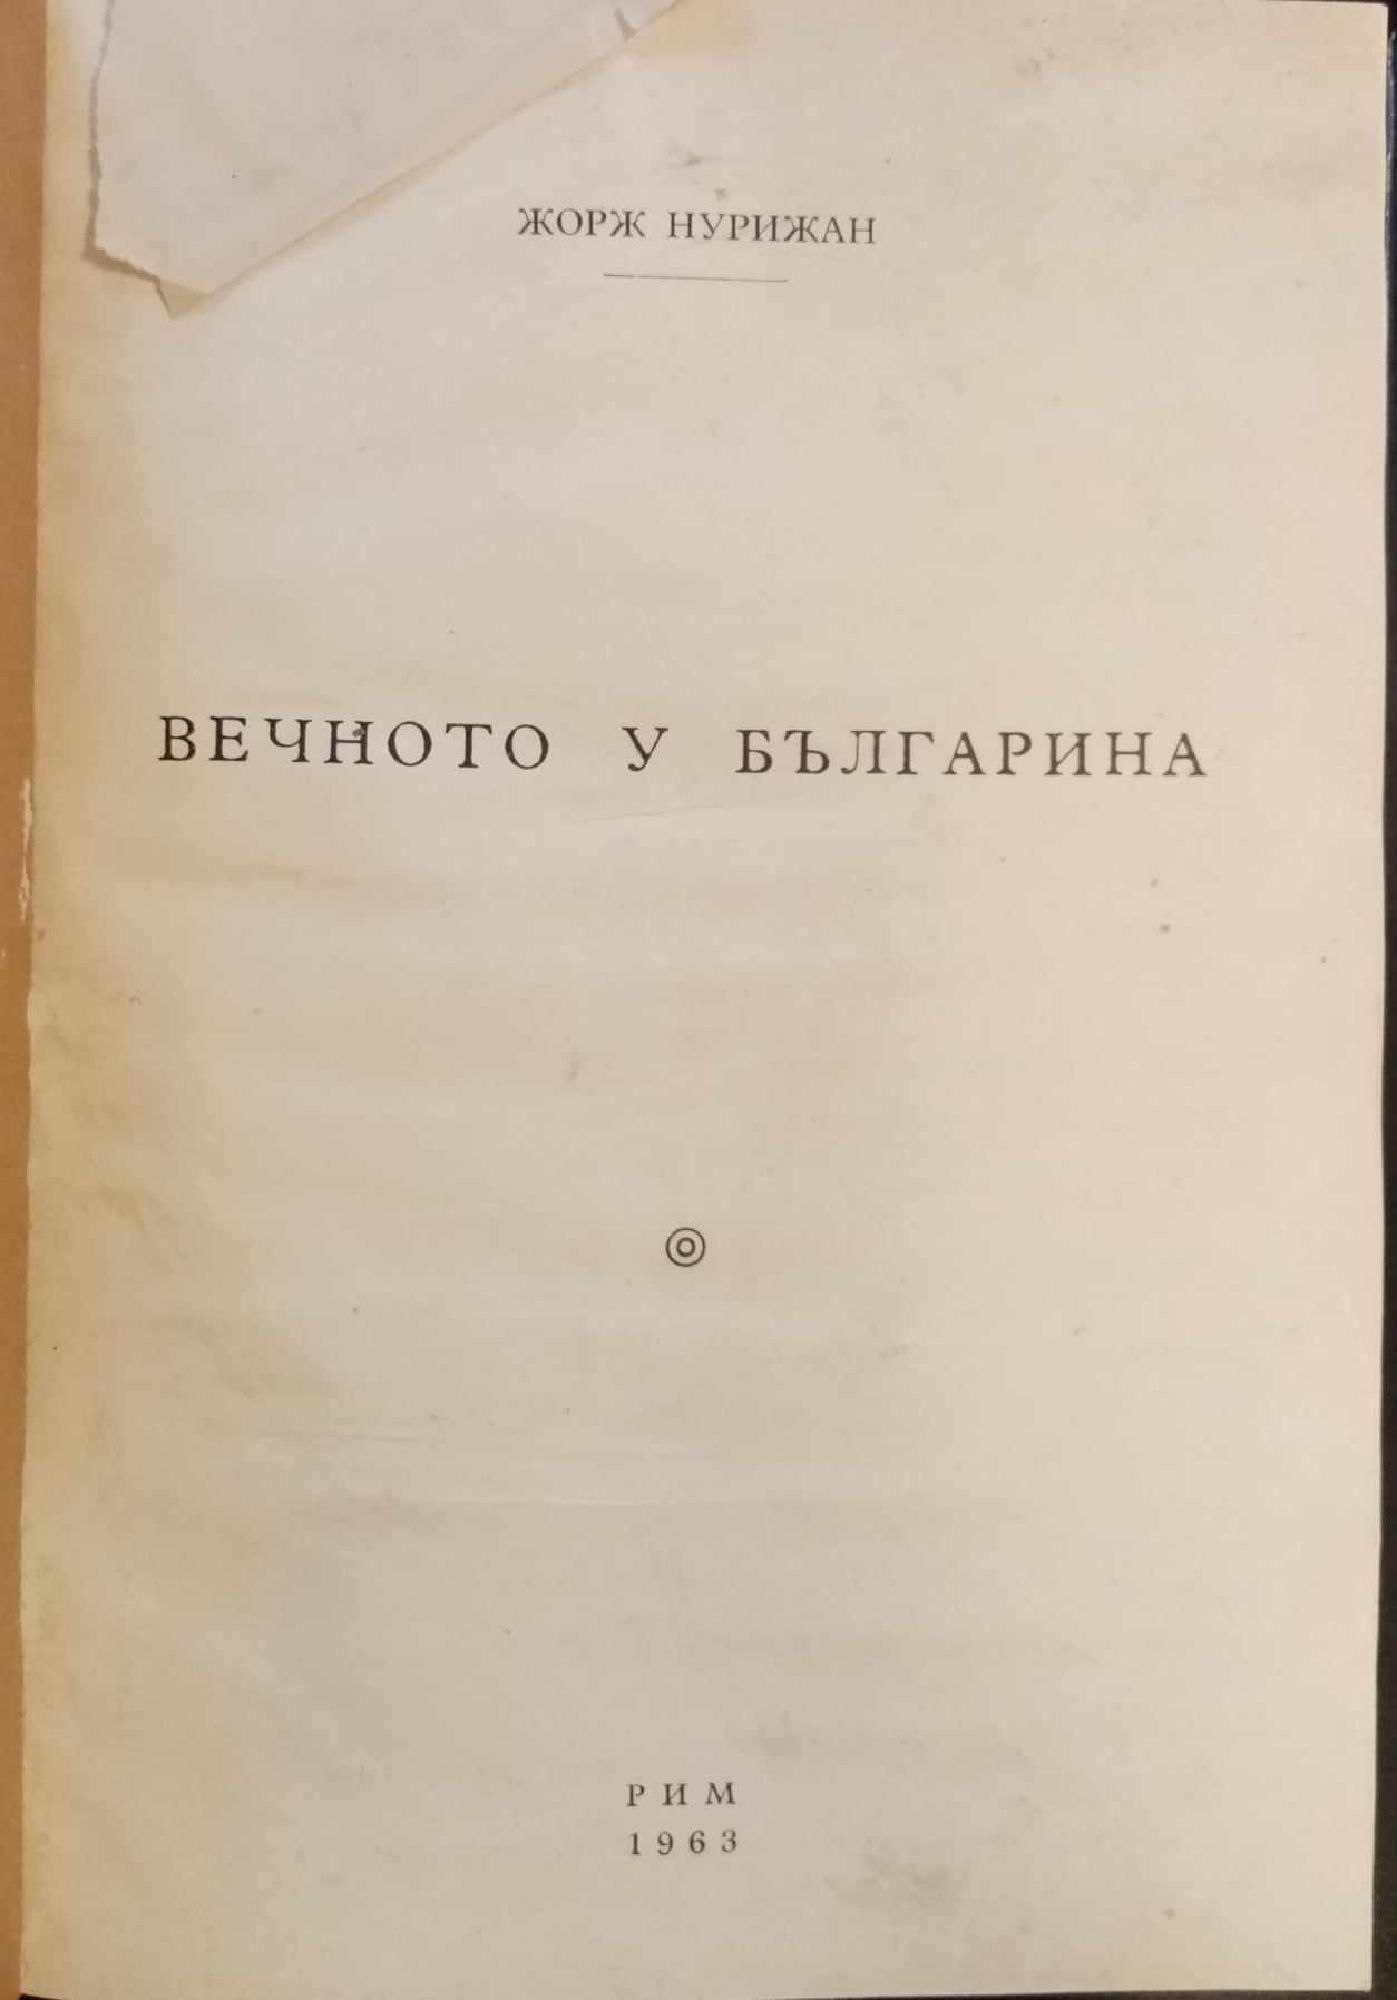 ЖОРЖ НУРИЖАН
ВЕЧНОТО У БЪЛГАРИНА
РИМ
1963